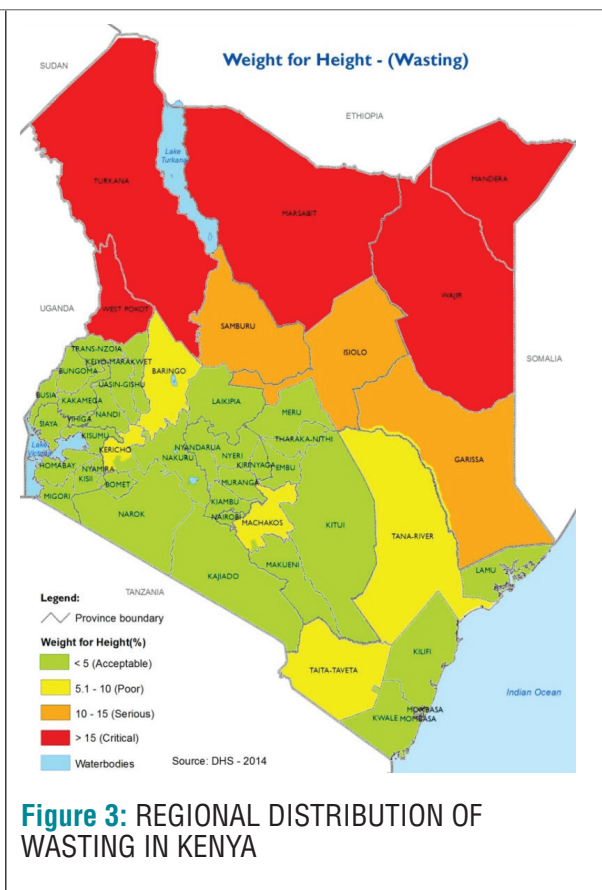 Weight for Height - (Wasting)
SUDAN
ETHIOPIA
Lake
Turkana
TURKANA
MANDERA
MARSABIT
WAJIR
UGANDA
WEST POKOT
SAMBURU
ISIOLO
SOMALIA
TRANS-NZOIA
KEIYO-MARAKWET
BARINGO
BUNGOMA
UASIN-GISHU
BUSIA
KAKAMEGA
LAIKIPIA
MERU
VIHIGA
NANDI
SIAYA
KISUMU
NYANDARUA
THARAKA-NITHI
Lake
Victoria
KERICHO
NAKURU
NYERI
GARISSA
HOMABAY
NYAMIRA
KIRINYAGA
EMBU
KISII
BOMET
MURANGA
MIGORI
KIAMBU
NAROK
NAIROBI
MACHAKOS
KITUI
TANA-RIVER
LAMU
KAJIADO
MAKUENI
TANZANIA
KILIFI
TAITA-TAVETA
Indian Ocean
MOMBASA
KWALE
MOMBASA
Legend:
Province boundary
Weight for Height(%)
< 5 (Acceptable)
5.1 - 10 (Poor)
10 - 15 (Serious)
> 15 (Critical)
Waterbodies
Source: DHS - 2014
Figure 3: REGIONAL DISTRIBUTION OF
WASTING IN KENYA